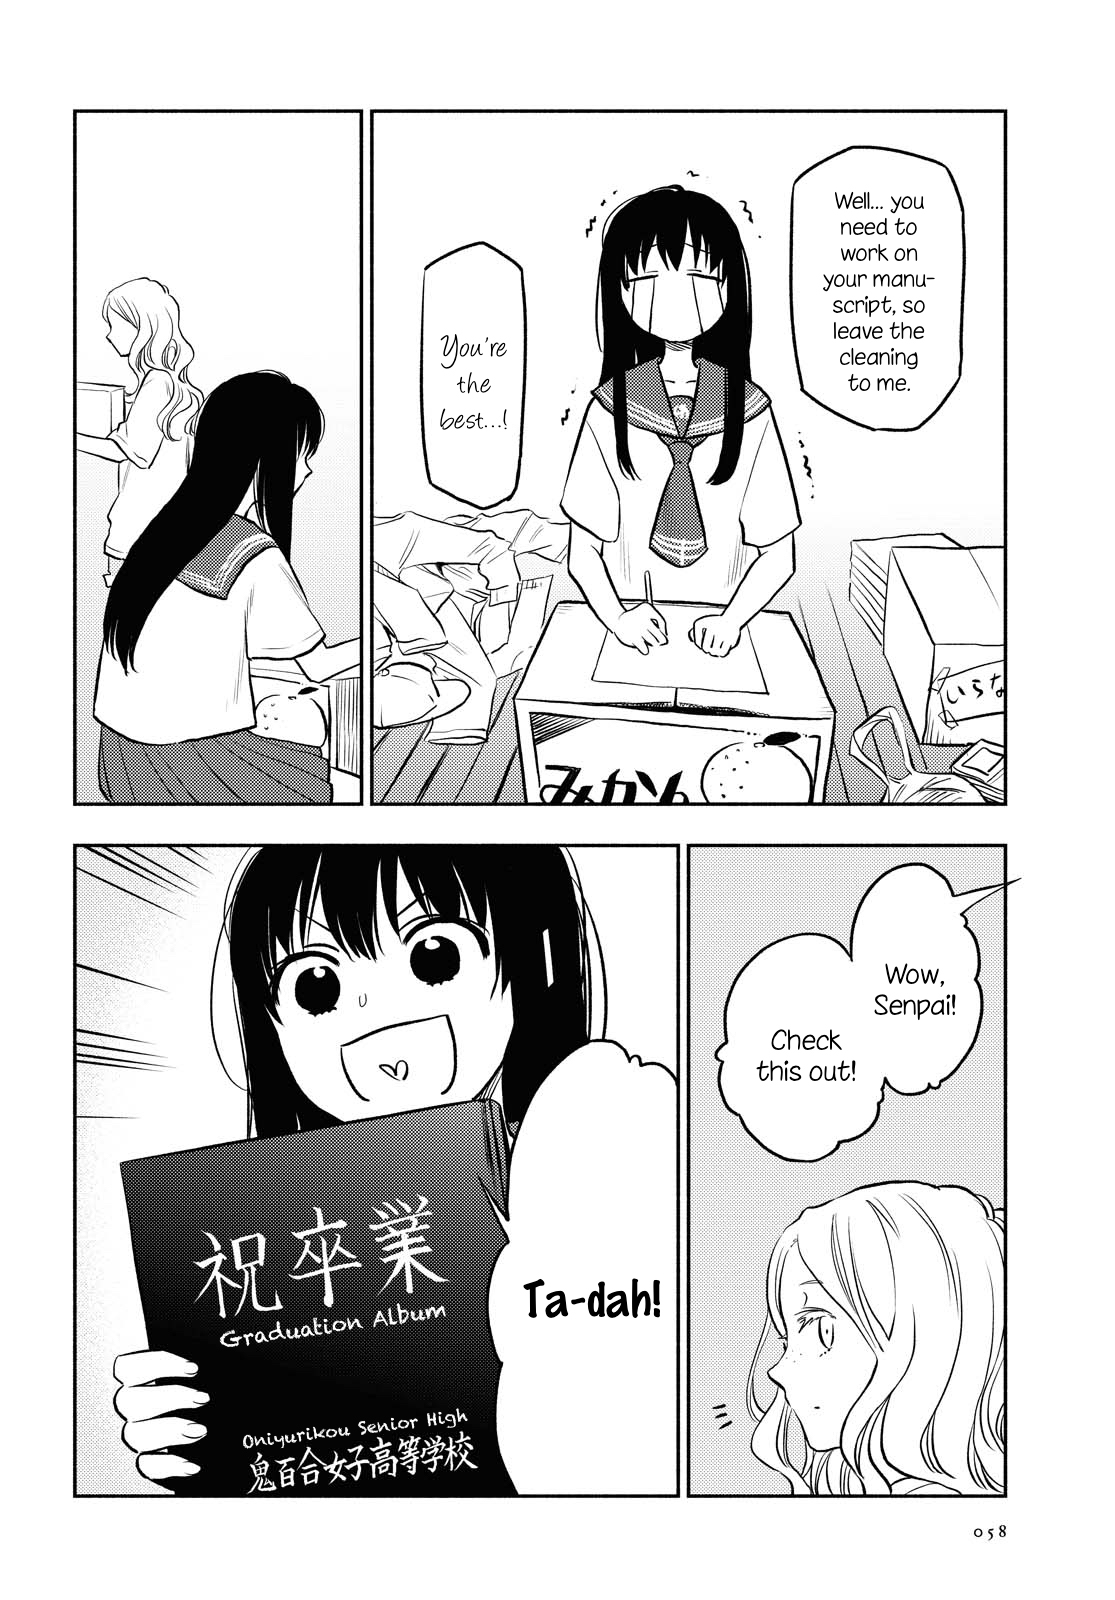 Well... you
need to
work on
your manu-
script, so
leave the
cleaning
to me.
You're
the
best...!
いらな
みかん
Wow,
Senpai!
Check
this out!
Ta-dah!
祝卒業
Graduation Album
Oniyurikou Senior High
鬼百合女子高等学校
058